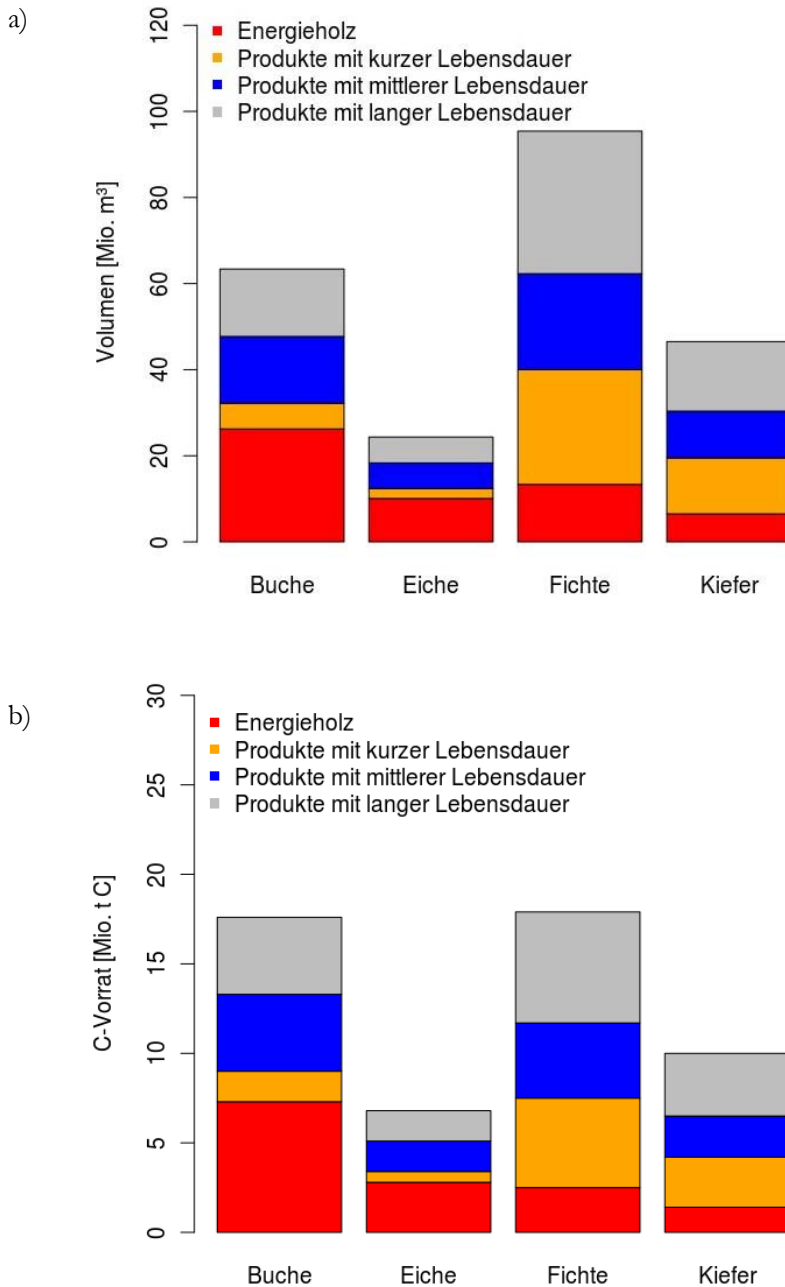 a)
120
100
80
60
40
20
0
Volumen [Mio. m³]
Energieholz
Produkte mit kurzer Lebensdauer
Produkte mit mittlerer Lebensdauer
Produkte mit langer Lebensdauer
Buche Eiche Fichte Kiefer
b)
30
25
20
15
10
5
0
C-Vorrat [Mio. t C]
Energieholz
Produkte mit kurzer Lebensdauer
Produkte mit mittlerer Lebensdauer
Produkte mit langer Lebensdauer
Buche Eiche Fichte Kiefer